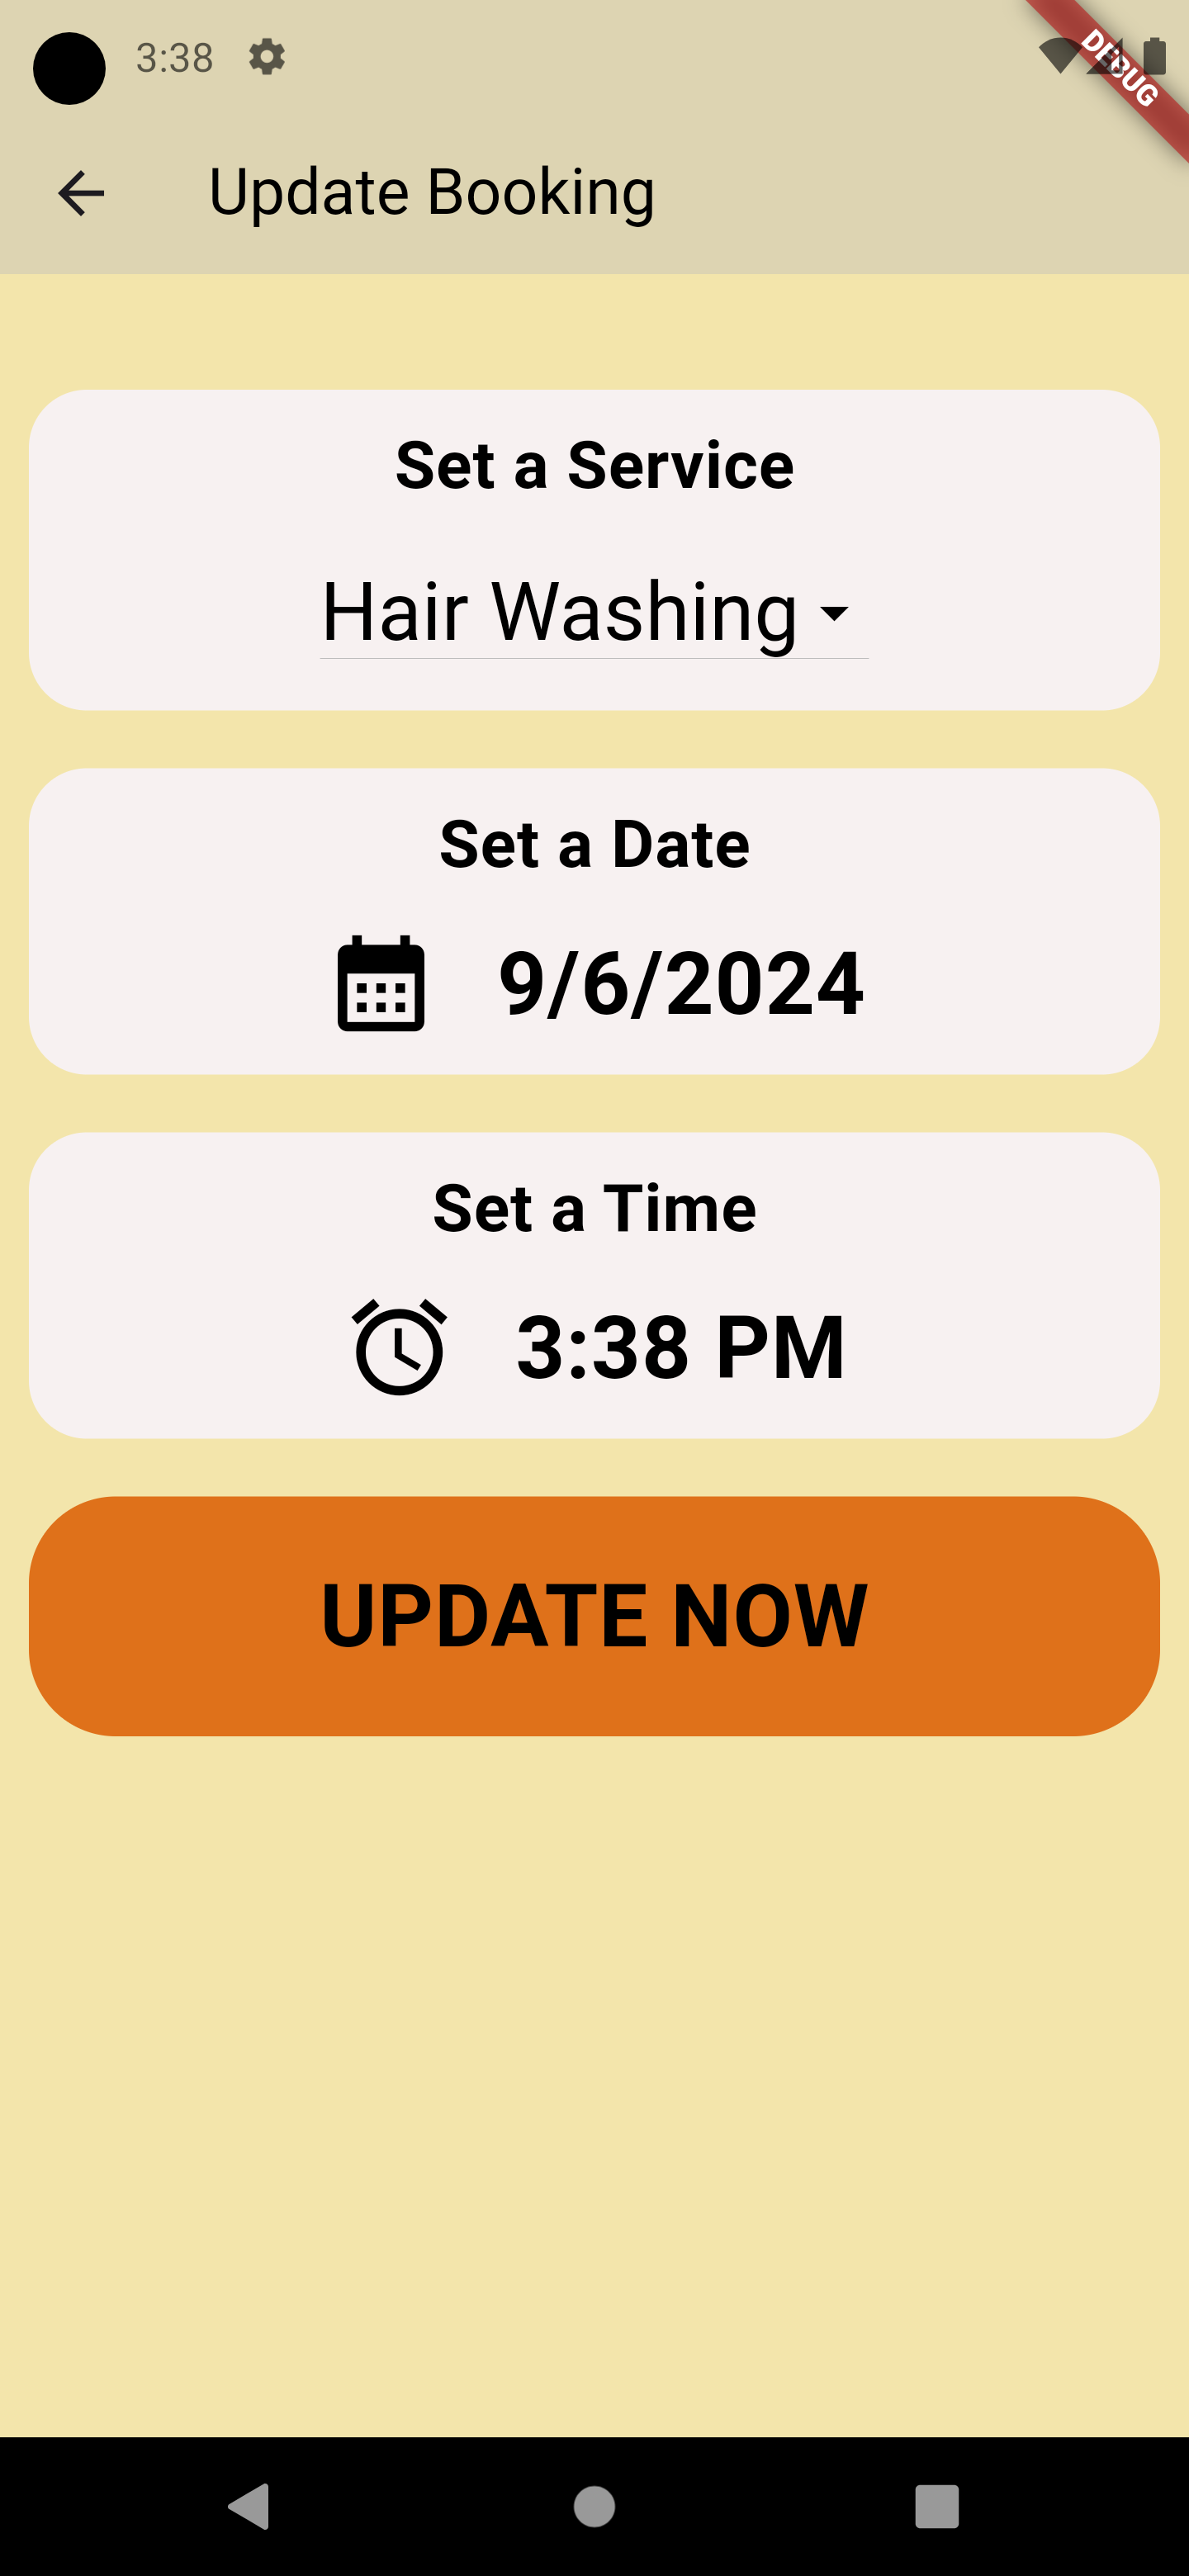 3:38
DEBUG
Update Booking
Set a Service
Hair Washing
Set a Date
9/6/2024
Set a Time
3:38 PM
UPDATE NOW